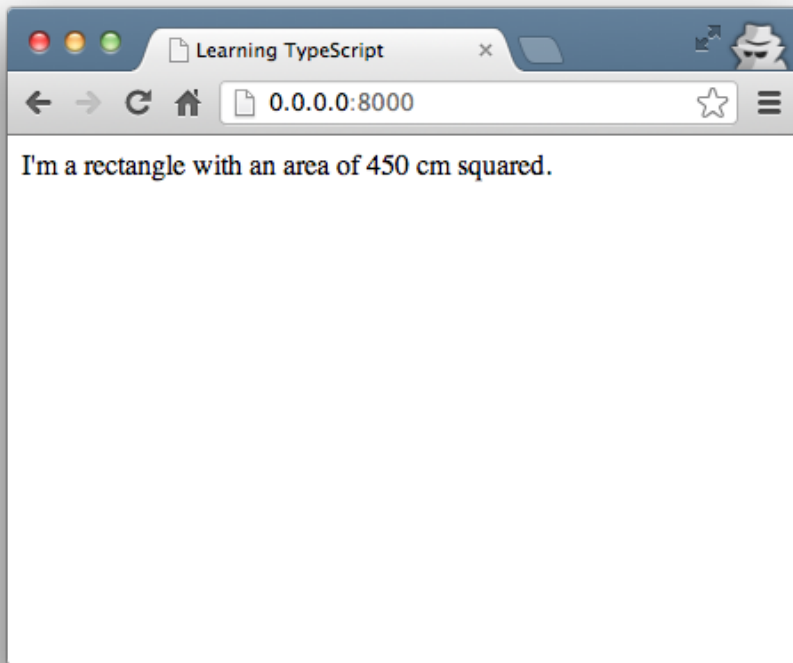 Learning TypeScript
0.0.0.0:8000
I'm a rectangle with an area of 450 cm squared.